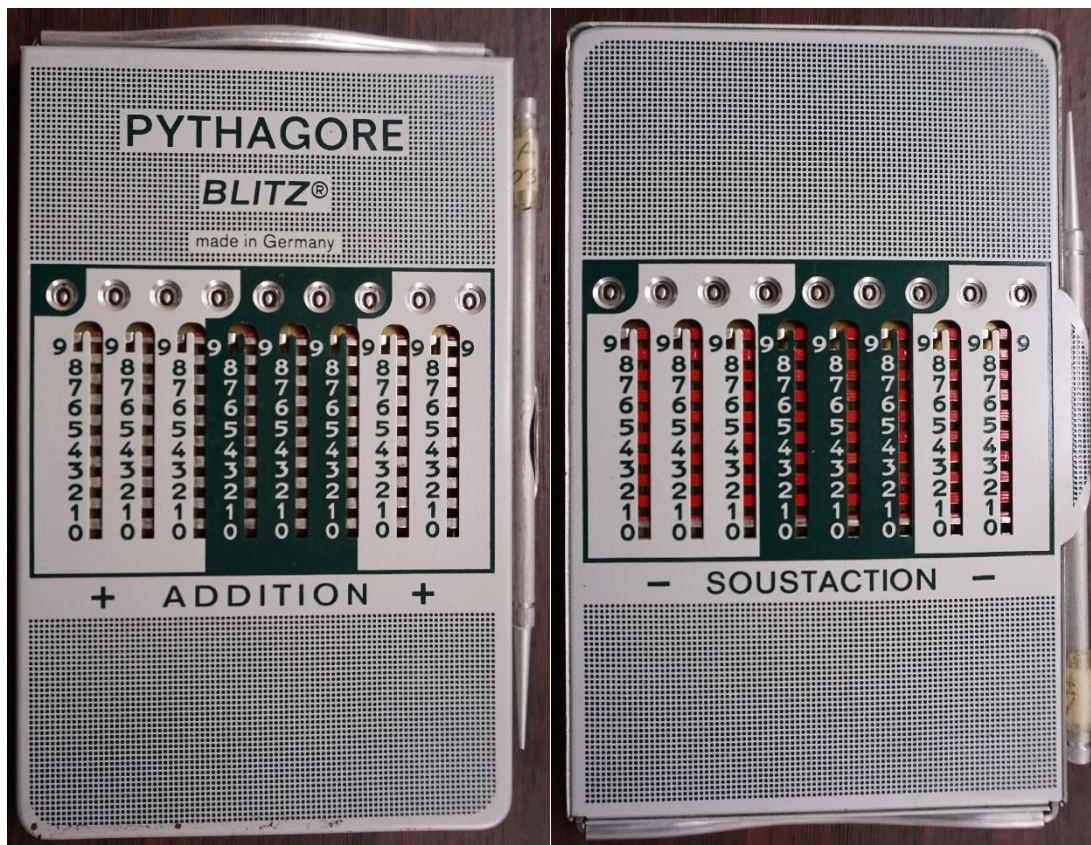 PYTHAGORE
BLITZ®
made in Germany
0 0 0 0 0 0 0 0 0
9 9 9 9 9 9 9 9 9
8 8 8 8 8 8 8 8
7 7 7 7 7 7 7 7
6 6 6 6 6 6 6 6
5 5 5 5 5 5 5 5
4 4 4 4 4 4 4 4
3 3 3 3 3 3 3 3
2 2 2 2 2 2 2 2
1 1 1 1 1 1 1 1
0 0 0 0 0 0 0 0
+ ADDITION +
0 0 0 0 0 0 0 0 0
9 9 9 9 9 9 9 9 9
8 8 8 8 8 8 8 8
7 7 7 7 7 7 7 7
6 6 6 6 6 6 6 6
5 5 5 5 5 5 5 5
4 4 4 4 4 4 4 4
3 3 3 3 3 3 3 3
2 2 2 2 2 2 2 2
1 1 1 1 1 1 1 1
0 0 0 0 0 0 0 0
− SOUSTACTION −